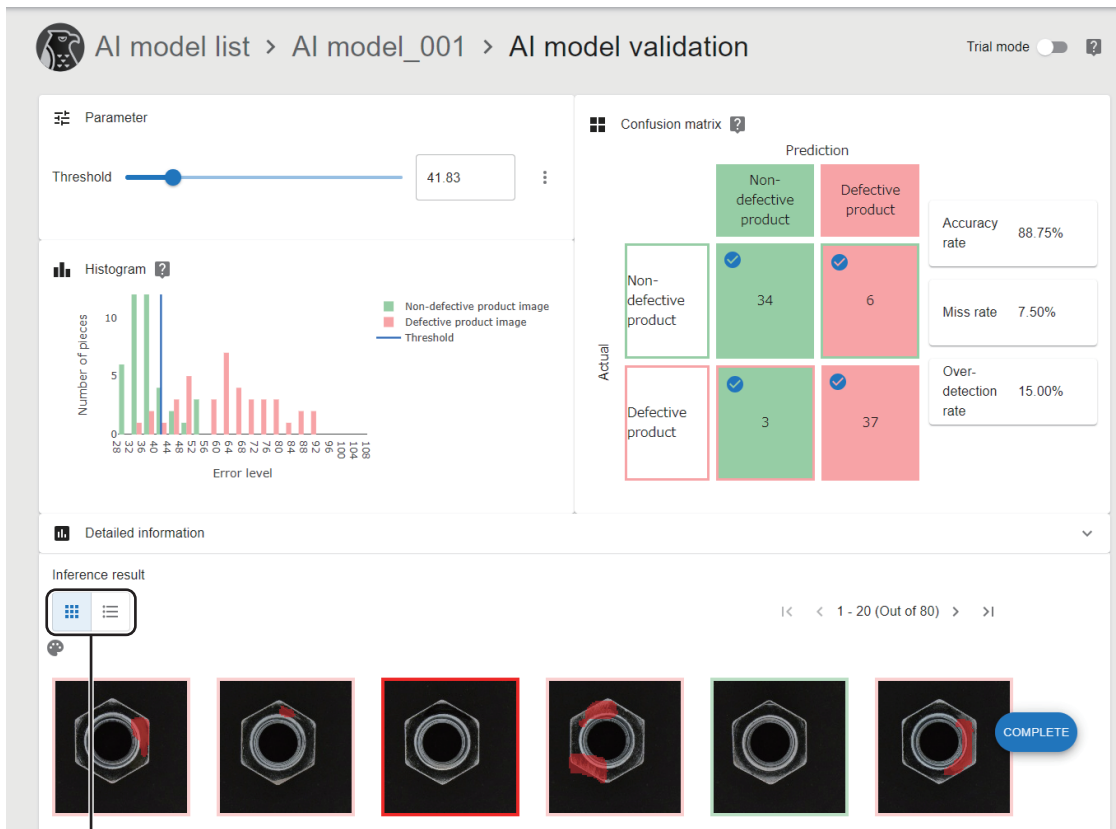 AI model list > AI model_001 > AI model validation
Trial mode
?
Parameter
Threshold
41.83
Histogram ?
10
5
0
Number of pieces
28 32 36 40 44 48 52 56 60 64 68 72 76 80 84 88 92 96 100 104 108
Error level
Non-defective product image
Defective product image
Threshold
Confusion matrix ?
Prediction
Non-
defective
product
Defective
product
Actual
Non-
defective
product
34
6
Defective
product
3
37
Accuracy
rate
88.75%
Miss rate 7.50%
Over-
detection
rate
15.00%
Detailed information
Inference result
1 - 20 (Out of 80)
COMPLETE